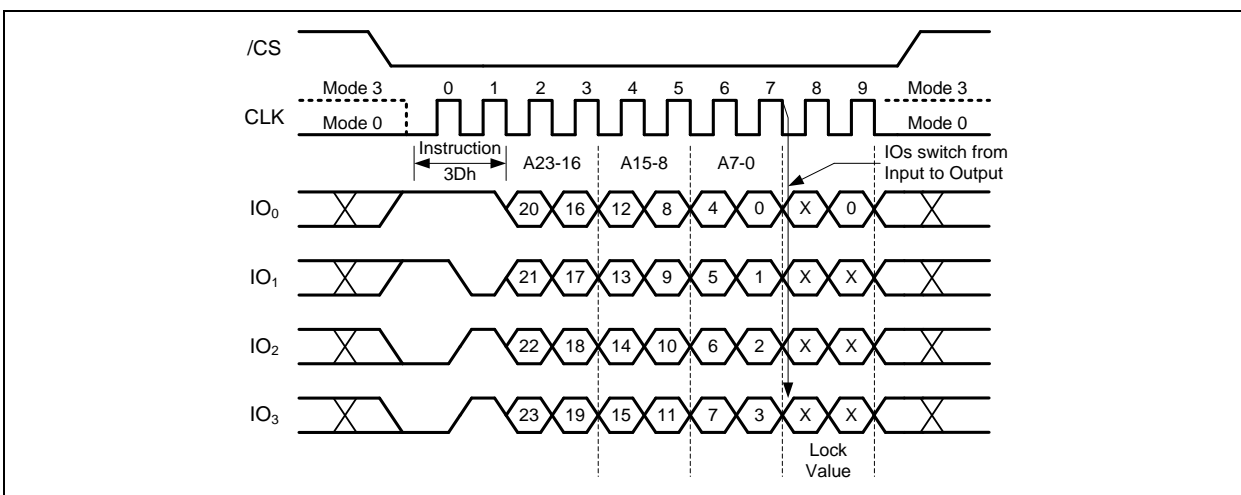 /CS
Mode 3 0 1 2 3 4 5 6 7 8 9 Mode 3
CLK
Mode 0 Mode 0
Instruction
3Dh
A23-16 A15-8 A7-0
IOs switch from
Input to Output
IO0 20 16 12 8 4 0 X 0
IO1 21 17 13 9 5 1 X X
IO2 22 18 14 10 6 2 X X
IO3 23 19 15 11 7 3 X X
Lock
Value